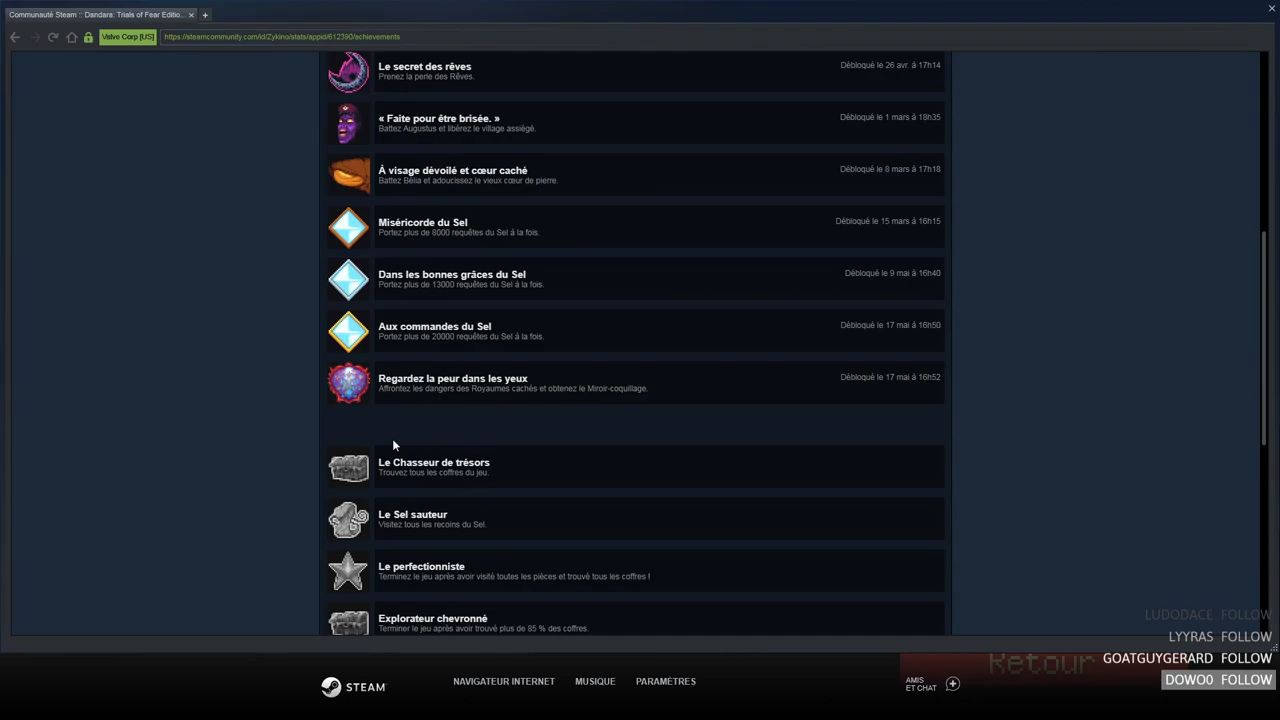 Communauté Steam :: Dandara: Trials of Fear Editio...
Valve Corp [US]
https://steamcommunity.com/id/Zykino/stats/appid/612390/achievements
Le secret des rêves
Débloqué le 26 avr. à 17h14
Prenez la perle des Rêves.
« Faite pour être brisée. »
Débloqué le 1 mars à 18h35
Battez Augustus et libérez le village assiégé.
À visage dévoilé et cœur caché
Débloqué le 8 mars à 17h18
Battez Bélia et adoucissez le vieux cœur de pierre.
Miséricorde du Sel
Débloqué le 15 mars à 16h15
Portez plus de 8000 requêtes du Sel à la fois.
Dans les bonnes grâces du Sel
Débloqué le 9 mai à 16h40
Portez plus de 13000 requêtes du Sel à la fois.
Aux commandes du Sel
Débloqué le 17 mai à 16h50
Portez plus de 20000 requêtes du Sel à la fois.
Regardez la peur dans les yeux
Débloqué le 17 mai à 16h52
Affrontez les dangers des Royaumes cachés et obtenez le Miroir-coquillage.
Le Chasseur de trésors
Trouvez tous les coffres du jeu.
Le Sel sauteur
Visitez tous les recoins du Sel.
Le perfectionniste
Terminez le jeu après avoir visité toutes les pièces et trouvé tous les coffres !
Explorateur chevronné
Terminer le jeu après avoir trouvé plus de 85 % des coffres.
LUDODACE FOLLOW
LYYRAS FOLLOW
GOATGUYGERARD FOLLOW
DOWO0 FOLLOW
Retour
STEAM
NAVIGATEUR INTERNET
MUSIQUE
PARAMÈTRES
AMIS
ET CHAT